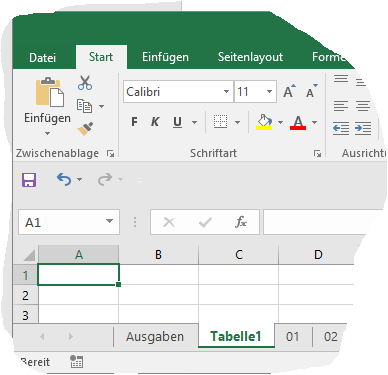 Datei Start Einfügen Seitenlayout Forme
Calibri 11 A A
Einfügen F K U A
Zwischenablage Schriftart Ausricht
A1 fx
A B C D
1
2
3
Ausgaben Tabelle1 01 02
Bereit